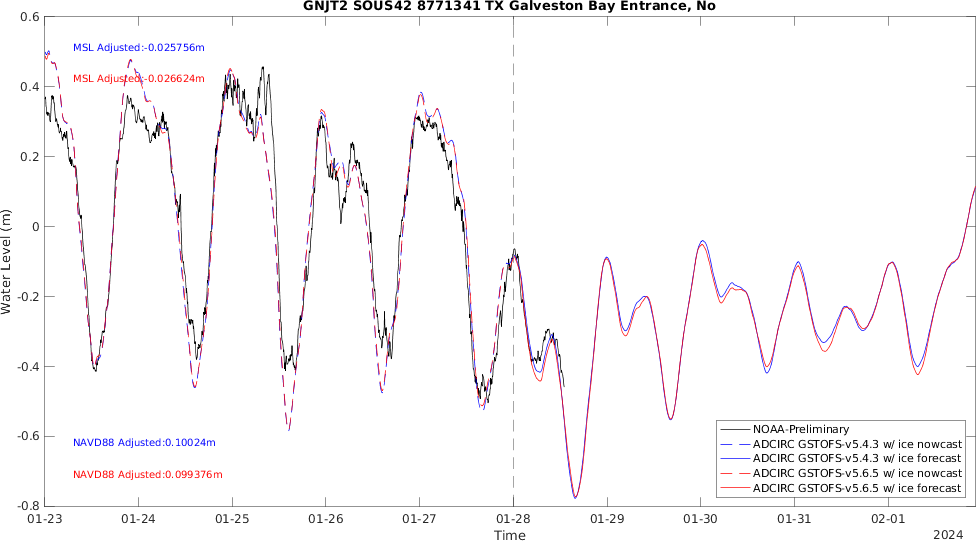 GNJT2 SOUS42 8771341 TX Galveston Bay Entrance, No
0.6
MSL Adjusted:-0.025756m
MSL Adjusted:-0.026624m
0.4
0.2
0
-0.2
-0.4
-0.6
-0.8
Water Level (m)
NAVD88 Adjusted:0.10024m
NAVD88 Adjusted:0.099376m
NOAA-Preliminary
ADCIRC GSTOFS-v5.4.3 w/ ice nowcast
ADCIRC GSTOFS-v5.4.3 w/ ice forecast
ADCIRC GSTOFS-v5.6.5 w/ ice nowcast
ADCIRC GSTOFS-v5.6.5 w/ ice forecast
01-23 01-24 01-25 01-26 01-27 01-28 01-29 01-30 01-31 02-01
Time
2024